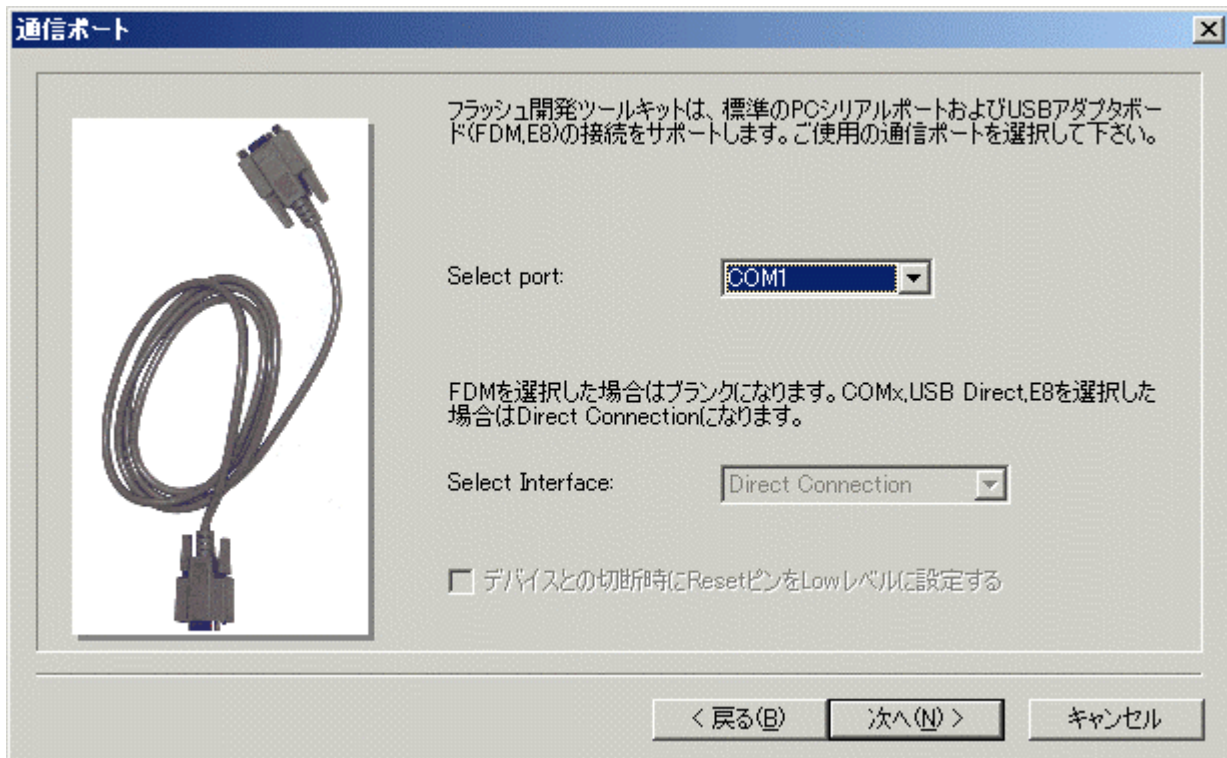 通信ポート
フラッシュ開発ツールキットは、標準のPCシリアルポートおよびUSBアダプタボー
ド(FDM,E8)の接続をサポートします。ご使用の通信ポートを選択して下さい。
Select port:
COM1
FDMを選択した場合はブランクになります。COMx,USB Direct,E8を選択した
場合はDirect Connectionになります。
Select Interface:
Direct Connection
デバイスとの切断時にResetピンをLowレベルに設定する
< 戻る(B)
次へ(N) >
キャンセル